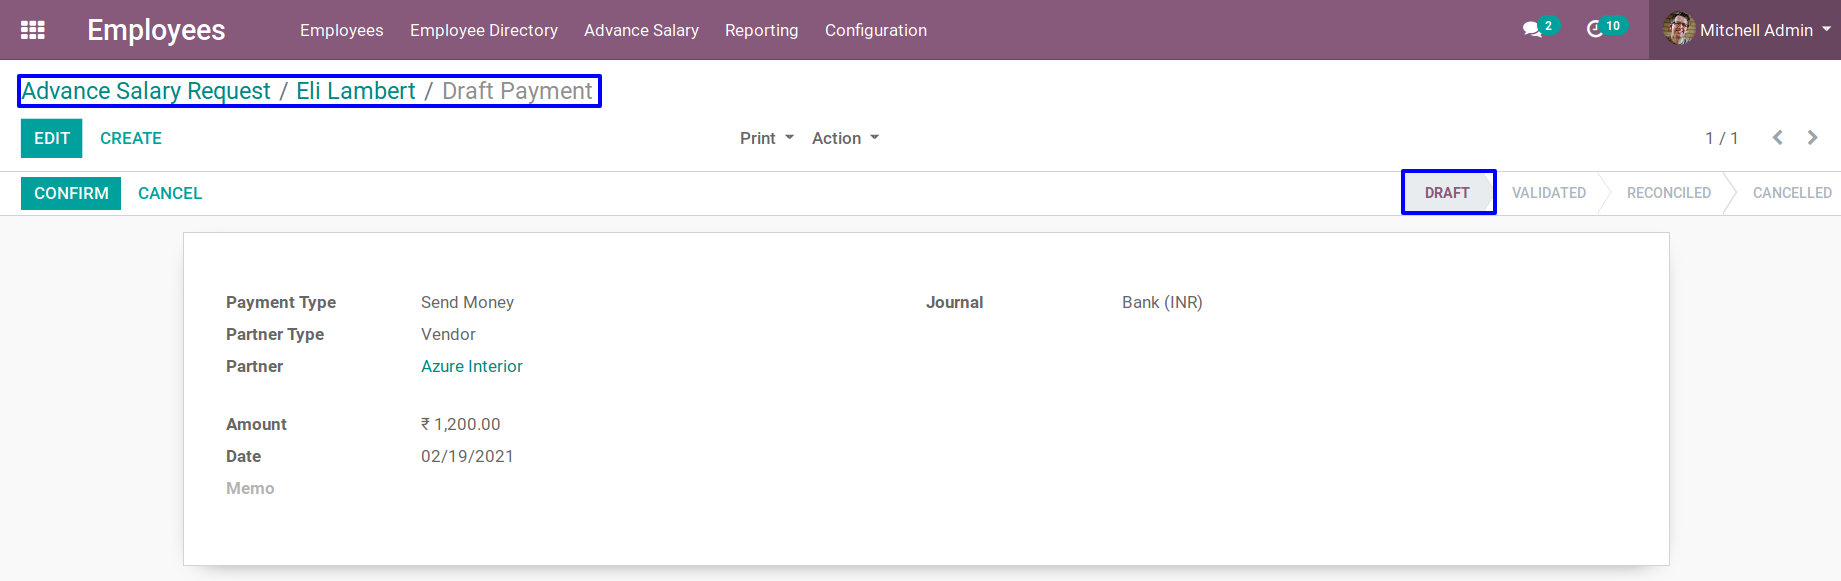 Employees Employees Employee Directory Advance Salary Reporting Configuration 2 10 Mitchell Admin
Advance Salary Request / Eli Lambert / Draft Payment
EDIT CREATE Print Action 1 / 1
CONFIRM CANCEL DRAFT VALIDATED RECONCILED CANCELLED
Payment Type Send Money Journal Bank (INR)
Partner Type Vendor
Partner Azure Interior
Amount ₹ 1,200.00
Date 02/19/2021
Memo